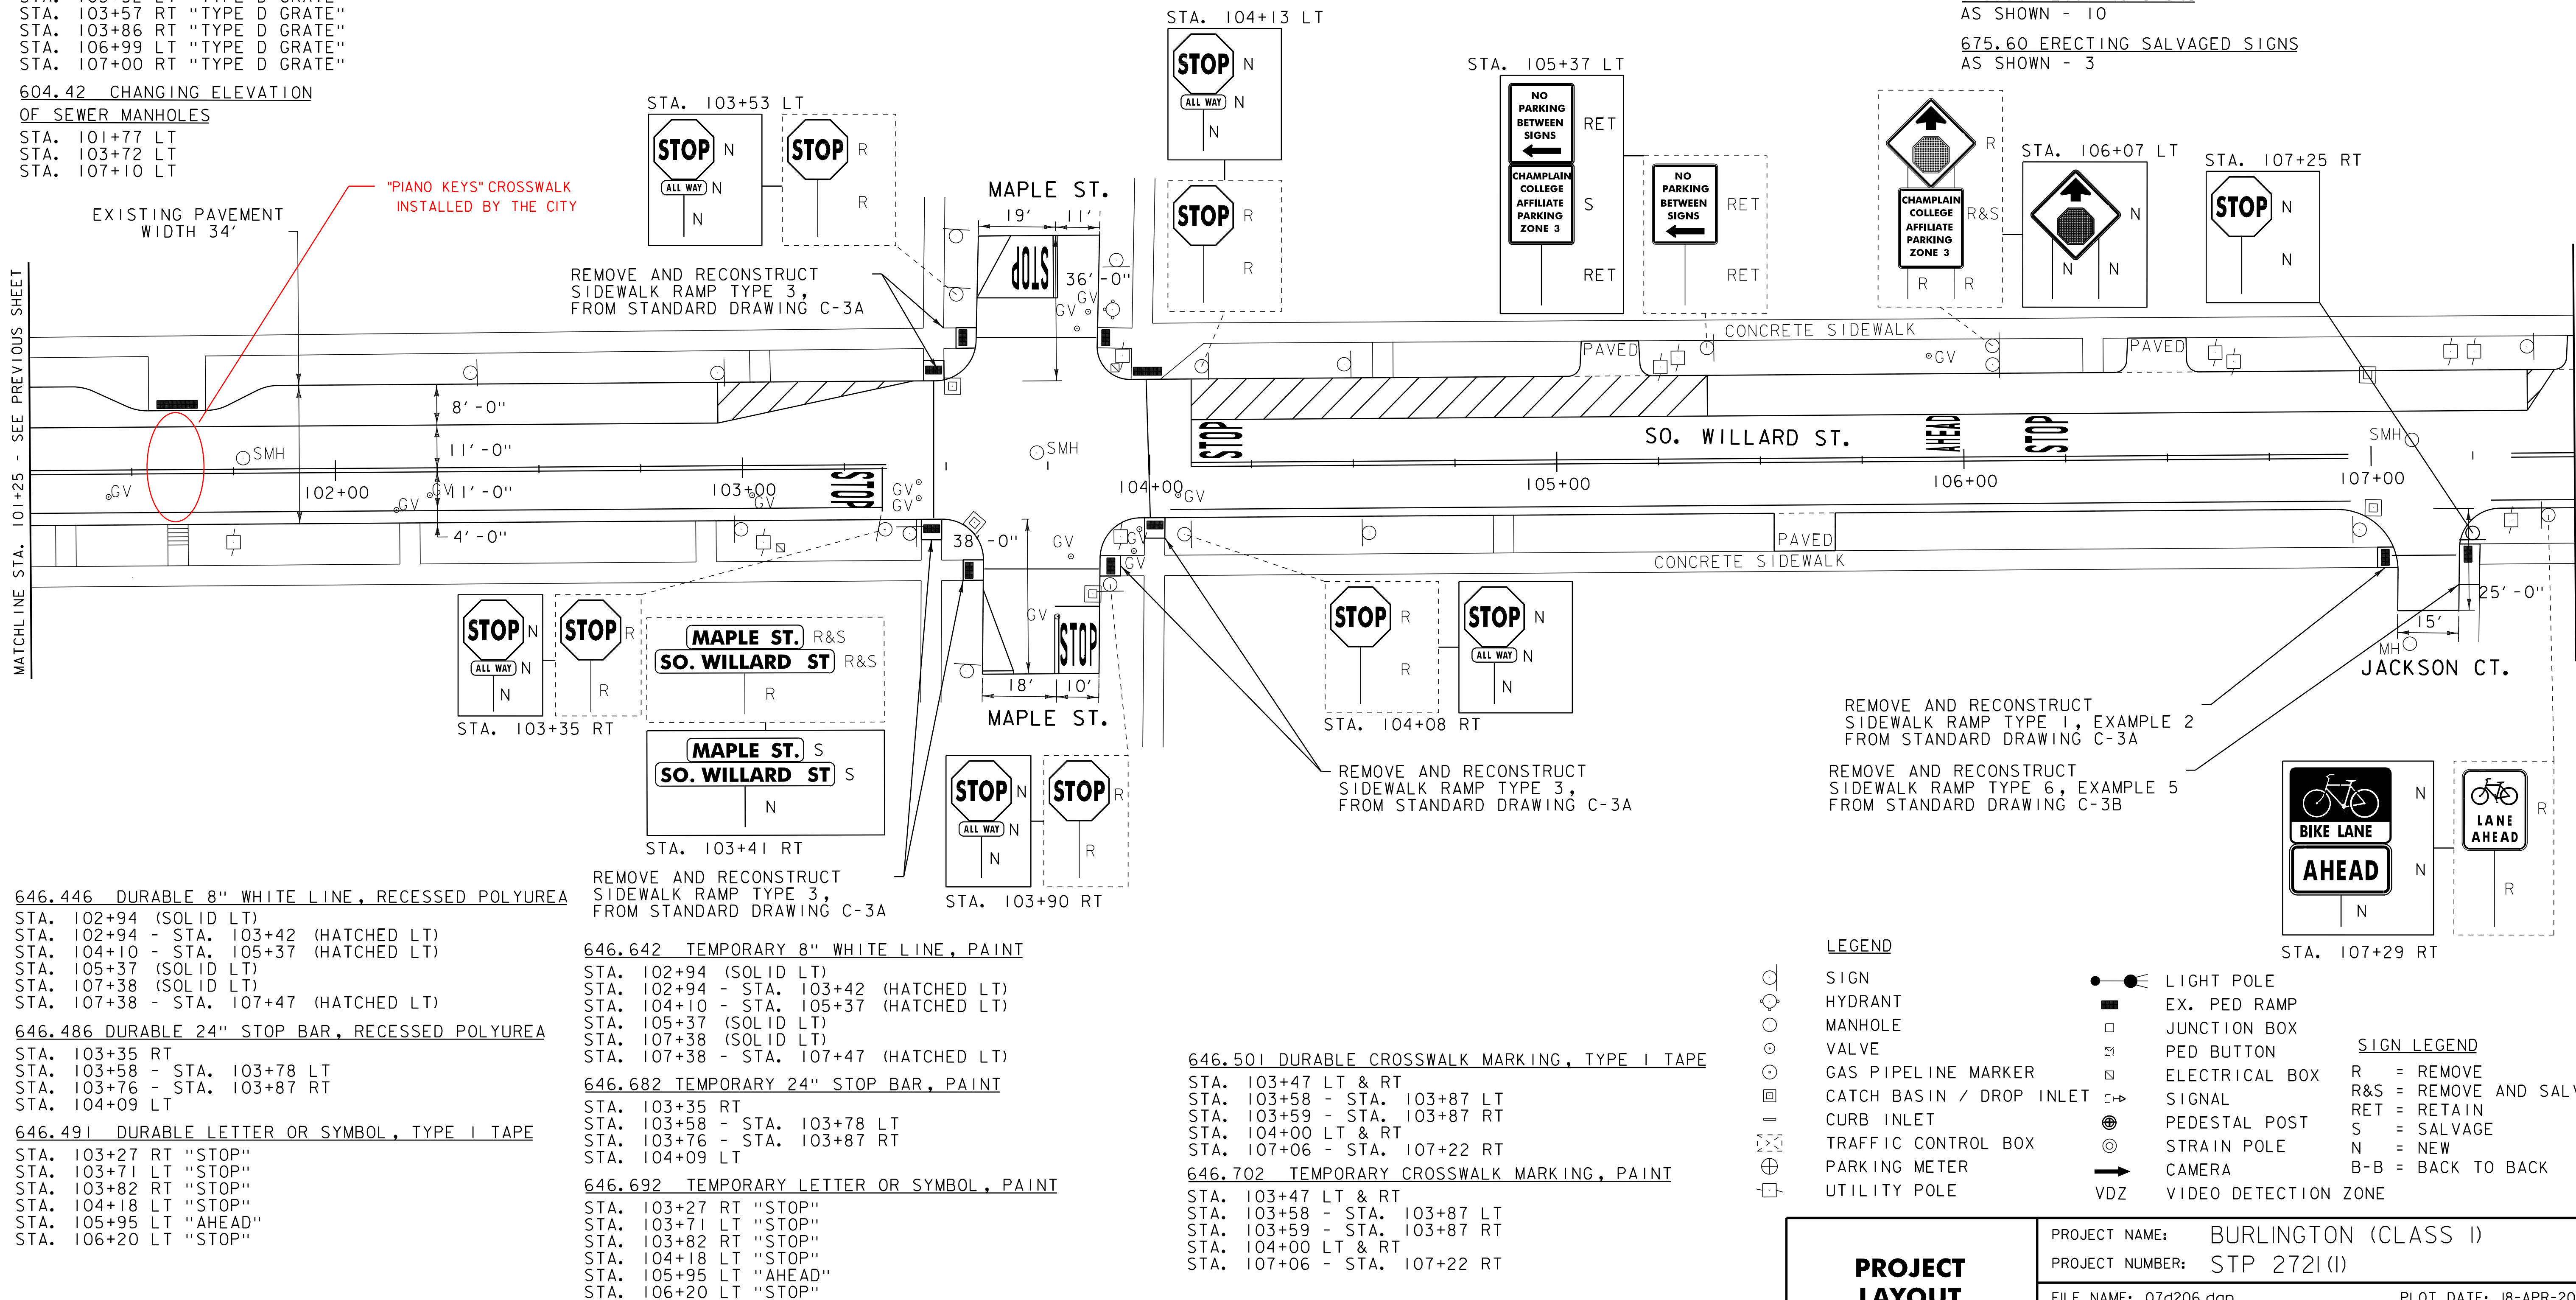 STA. 103+57 RT "TYPE D GRATE"
STA. 103+86 RT "TYPE D GRATE"
STA. 106+99 LT "TYPE D GRATE"
STA. 107+00 RT "TYPE D GRATE"
604.42 CHANGING ELEVATION
OF SEWER MANHOLES
STA. 101+77 LT
STA. 103+72 LT
STA. 107+10 LT
AS SHOWN - 10
675.60 ERECTING SALVAGED SIGNS
AS SHOWN - 3
"PIANO KEYS" CROSSWALK
INSTALLED BY THE CITY
EXISTING PAVEMENT
WIDTH 34'
MATCHLINE STA. 101+25 - SEE PREVIOUS SHEET
STA. 103+53 LT
STOP N
ALL WAY N
N
STOP R
R
REMOVE AND RECONSTRUCT
SIDEWALK RAMP TYPE 3,
FROM STANDARD DRAWING C-3A
MAPLE ST.
19' 11'
STOP
36'-0"
GV
GV
STA. 104+13 LT
STOP N
ALL WAY N
N
STOP R
R
STA. 105+37 LT
NO
PARKING
BETWEEN
SIGNS
RET
CHAMPLAIN
COLLEGE
AFFILIATE
PARKING
ZONE 3
S
RET
NO
PARKING
BETWEEN
SIGNS
RET
RET
R
CHAMPLAIN
COLLEGE
AFFILIATE
PARKING
ZONE 3
R&S
R R
STA. 106+07 LT
N
N N
STA. 107+25 RT
STOP N
N
CONCRETE SIDEWALK
PAVED
GV
PAVED
8'-0"
11'-0"
11'-0"
4'-0"
SMH
GV
102+00
GV
GV
103+00
GV
STOP
GV
GV
SMH
104+00
GV
STOP
105+00
SO. WILLARD ST.
AHEAD
STOP
106+00
SMH
107+00
38'-0"
GV
GV
GV
GV
STOP
18' 10'
MAPLE ST.
PAVED
CONCRETE SIDEWALK
25'-0"
15'
MH
JACKSON CT.
STOP N
ALL WAY N
N
STA. 103+35 RT
STOP R
R
MAPLE ST. R&S
SO. WILLARD ST R&S
R
MAPLE ST. S
SO. WILLARD ST S
N
STA. 103+41 RT
REMOVE AND RECONSTRUCT
SIDEWALK RAMP TYPE 3,
FROM STANDARD DRAWING C-3A
STOP N
ALL WAY N
N
STA. 103+90 RT
STOP R
R
STOP R
R
STA. 104+08 RT
STOP N
ALL WAY N
N
REMOVE AND RECONSTRUCT
SIDEWALK RAMP TYPE 3,
FROM STANDARD DRAWING C-3A
REMOVE AND RECONSTRUCT
SIDEWALK RAMP TYPE 1, EXAMPLE 2
FROM STANDARD DRAWING C-3A
REMOVE AND RECONSTRUCT
SIDEWALK RAMP TYPE 6, EXAMPLE 5
FROM STANDARD DRAWING C-3B
N
BIKE LANE
AHEAD N
N
STA. 107+29 RT
LANE
AHEAD
R
R
646.446 DURABLE 8" WHITE LINE, RECESSED POLYUREA
STA. 102+94 (SOLID LT)
STA. 102+94 - STA. 103+42 (HATCHED LT)
STA. 104+10 - STA. 105+37 (HATCHED LT)
STA. 105+37 (SOLID LT)
STA. 107+38 (SOLID LT)
STA. 107+38 - STA. 107+47 (HATCHED LT)
646.486 DURABLE 24" STOP BAR, RECESSED POLYUREA
STA. 103+35 RT
STA. 103+58 - STA. 103+78 LT
STA. 103+76 - STA. 103+87 RT
STA. 104+09 LT
646.491 DURABLE LETTER OR SYMBOL, TYPE 1 TAPE
STA. 103+27 RT "STOP"
STA. 103+71 LT "STOP"
STA. 103+82 RT "STOP"
STA. 104+18 LT "STOP"
STA. 105+95 LT "AHEAD"
STA. 106+20 LT "STOP"
646.642 TEMPORARY 8" WHITE LINE, PAINT
STA. 102+94 (SOLID LT)
STA. 102+94 - STA. 103+42 (HATCHED LT)
STA. 104+10 - STA. 105+37 (HATCHED LT)
STA. 105+37 (SOLID LT)
STA. 107+38 (SOLID LT)
STA. 107+38 - STA. 107+47 (HATCHED LT)
646.682 TEMPORARY 24" STOP BAR, PAINT
STA. 103+35 RT
STA. 103+58 - STA. 103+78 LT
STA. 103+76 - STA. 103+87 RT
STA. 104+09 LT
646.692 TEMPORARY LETTER OR SYMBOL, PAINT
STA. 103+27 RT "STOP"
STA. 103+71 LT "STOP"
STA. 103+82 RT "STOP"
STA. 104+18 LT "STOP"
STA. 105+95 LT "AHEAD"
STA. 106+20 LT "STOP"
646.501 DURABLE CROSSWALK MARKING, TYPE 1 TAPE
STA. 103+47 LT & RT
STA. 103+58 - STA. 103+87 LT
STA. 103+59 - STA. 103+87 RT
STA. 104+00 LT & RT
STA. 107+06 - STA. 107+22 RT
646.702 TEMPORARY CROSSWALK MARKING, PAINT
STA. 103+47 LT & RT
STA. 103+58 - STA. 103+87 LT
STA. 103+59 - STA. 103+87 RT
STA. 104+00 LT & RT
STA. 107+06 - STA. 107+22 RT
LEGEND
SIGN
HYDRANT
MANHOLE
VALVE
GAS PIPELINE MARKER
CATCH BASIN / DROP INLET
CURB INLET
TRAFFIC CONTROL BOX
PARKING METER
UTILITY POLE
LIGHT POLE
EX. PED RAMP
JUNCTION BOX
PED BUTTON
ELECTRICAL BOX
SIGNAL
PEDESTAL POST
STRAIN POLE
CAMERA
VDZ VIDEO DETECTION ZONE
SIGN LEGEND
R = REMOVE
R&S = REMOVE AND SALV
RET = RETAIN
S = SALVAGE
N = NEW
B-B = BACK TO BACK
PROJECT
LAYOUT
PROJECT NAME: BURLINGTON (CLASS 1)
PROJECT NUMBER: STP 2721(1)
FILE NAME: 07d206.dgn PLOT DATE: 18-APR-20